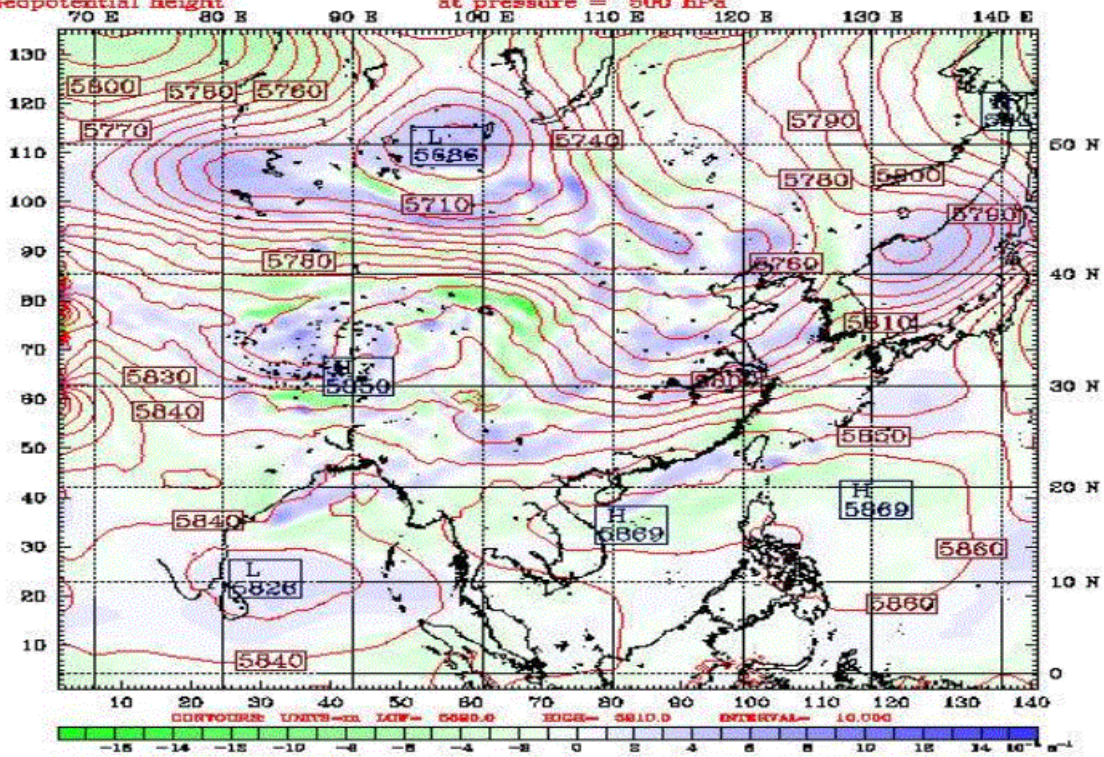 Geopotential Height at pressure = 500 hPa
70 E 80 E 90 E 100 E 110 E 120 E 130 E 140 E
130
5800 5780 5760
120
5770 5740 5790
110 L 60 N
5780 5800
100 5710 5790
90
5780 5760
80 40 N
5810
70
5830 30 N
60
5840
50 5850
40 H 20 N
H 5869
5840 5869
30 5860
L
5826 10 N
20 5860
10
5840
0
10 20 30 40 50 60 70 80 90 100 110 120 130 140
CONTOURS: UNITS=m LOW= HIGH= INTERVAL= 10.000
-16 -14 -12 -10 -8 -6 -4 -2 0 2 4 6 8 10 12 14